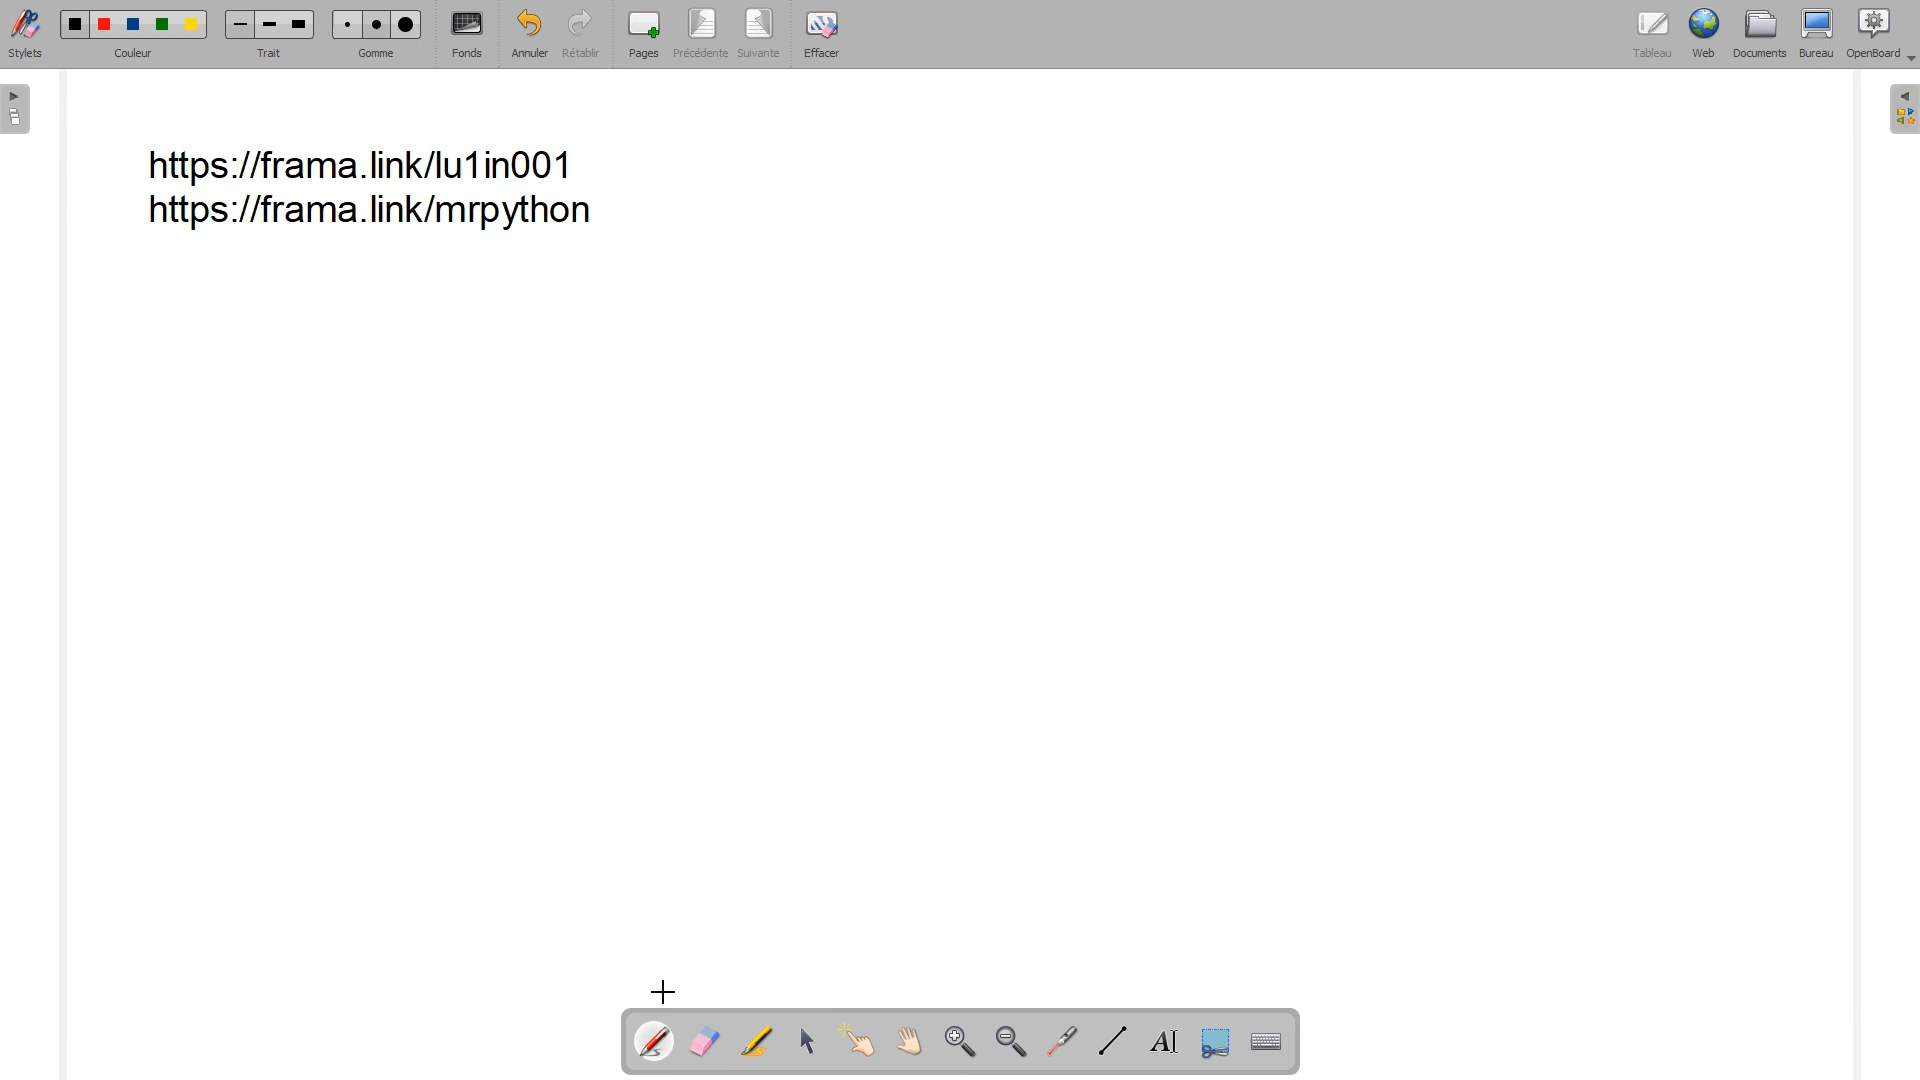 Stylets Couleur Trait Gomme Fonds Annuler Rétablir Pages Précédente Suivante Effacer Tableau Web Documents Bureau OpenBoard
https://frama.link/lu1in001
https://frama.link/mrpython